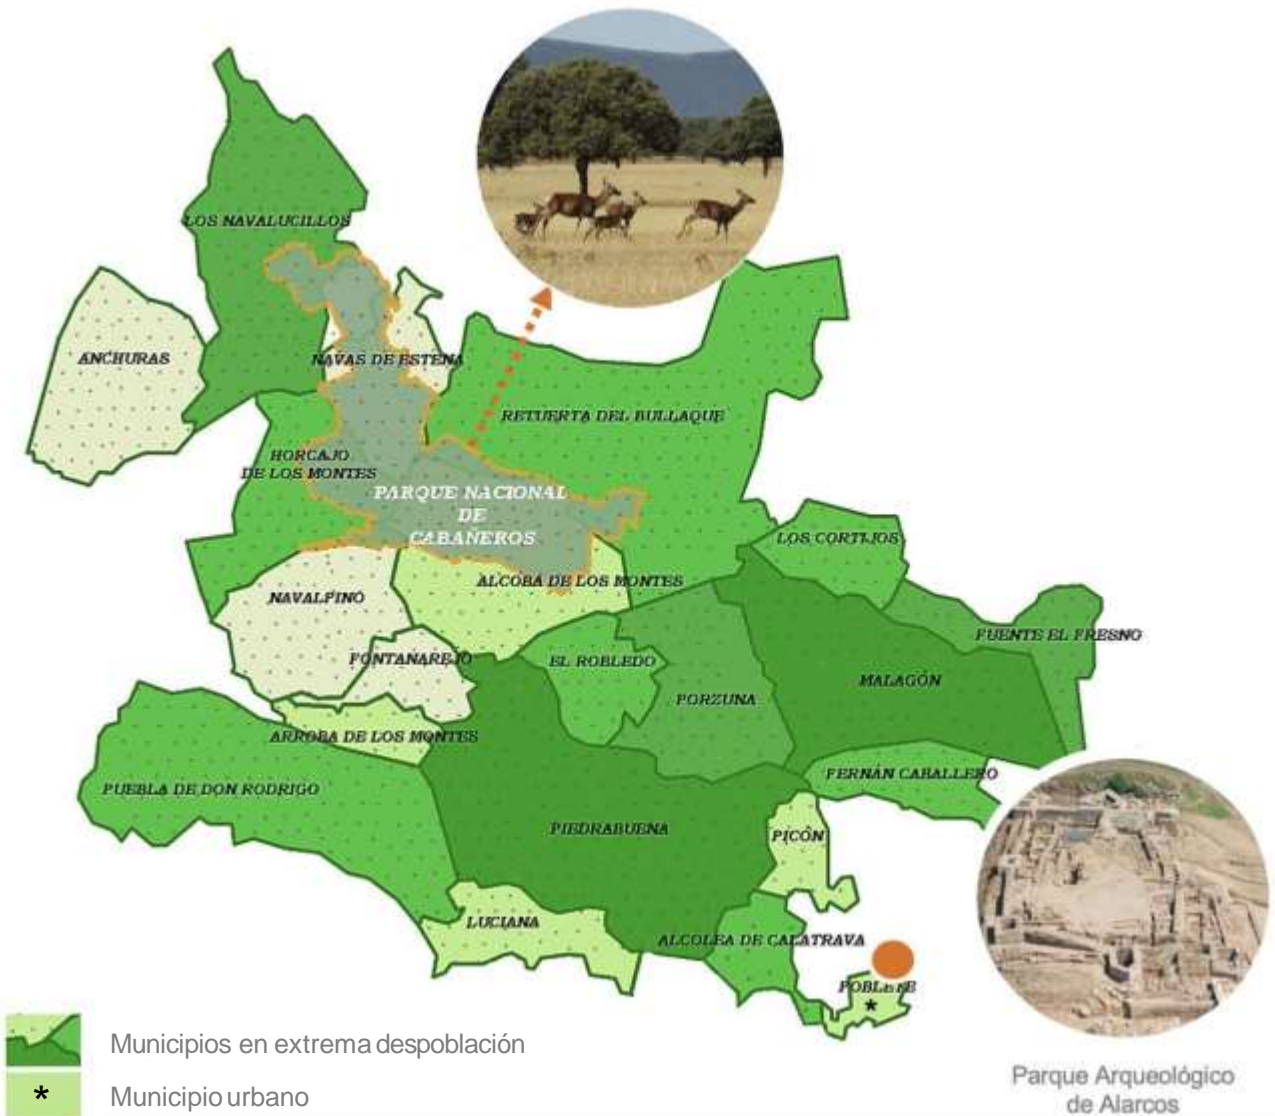 LOS NAVALUCILLOS
ANCHURAS
NAVAS DE ESTENA
RETUERTA DEL BULLAQUE
HORCAJO
DE LOS MONTES
PARQUE NACIONAL
DE
CABAÑEROS
LOS CORTIJOS
ALCOBA DE LOS MONTES
NAVALPINO
FUENTE EL FRESNO
FONTANAREJO
EL ROBLEDO
MALAGÓN
PORZUNA
ARROBA DE LOS MONTES
FERNÁN CABALLERO
PUEBLA DE DON RODRIGO
PIEDRABUENA
PICÓN
LUCIANA
ALCOLEA DE CALATRAVA
POBLETE
*
Municipios en extrema despoblación
* Municipio urbano
Parque Arqueológico
de Alarcos